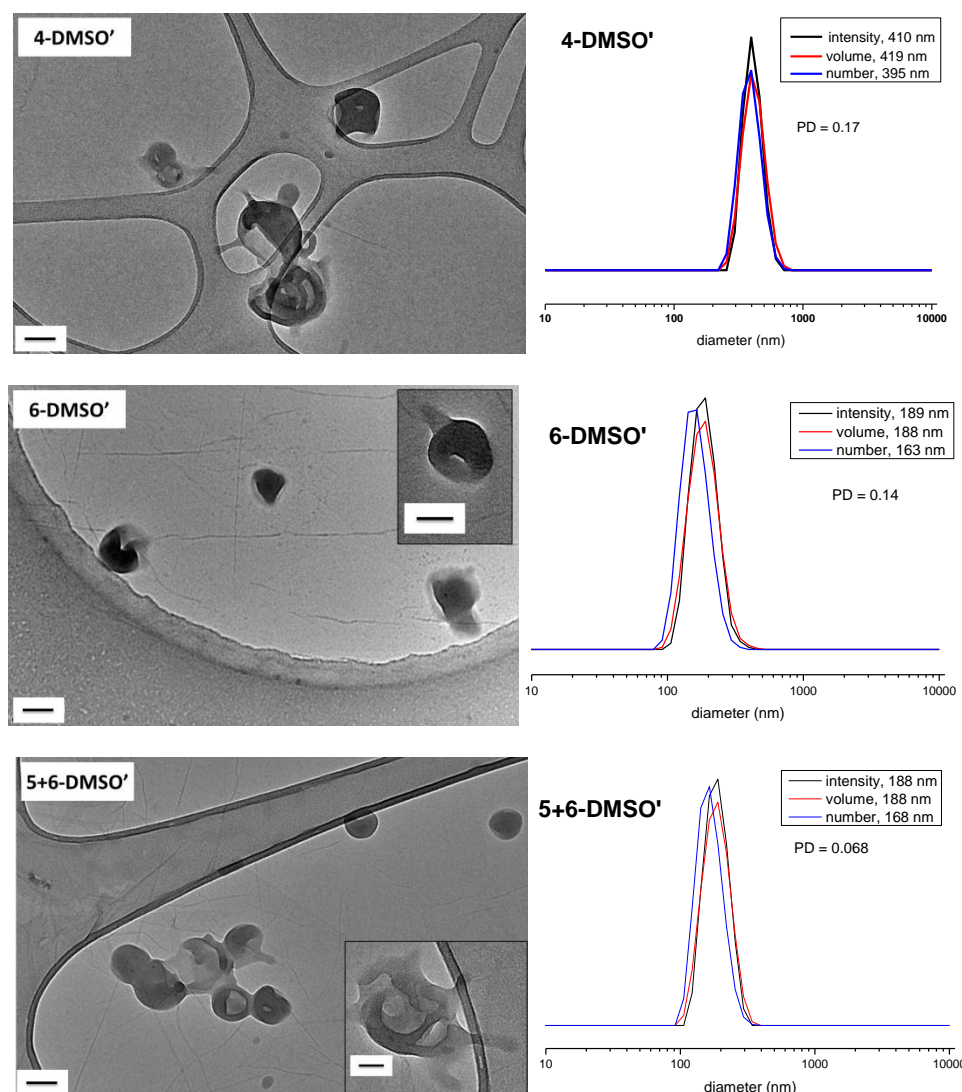 4-DMSO'
4-DMSO'
intensity, 410 nm
volume, 419 nm
number, 395 nm
PD = 0.17
10 100 1000 10000
diameter (nm)
6-DMSO'
6-DMSO'
intensity, 189 nm
volume, 188 nm
number, 163 nm
PD = 0.14
10 100 1000 10000
diameter (nm)
5+6-DMSO'
5+6-DMSO'
intensity, 188 nm
volume, 188 nm
number, 168 nm
PD = 0.068
10 100 1000 10000
diameter (nm)